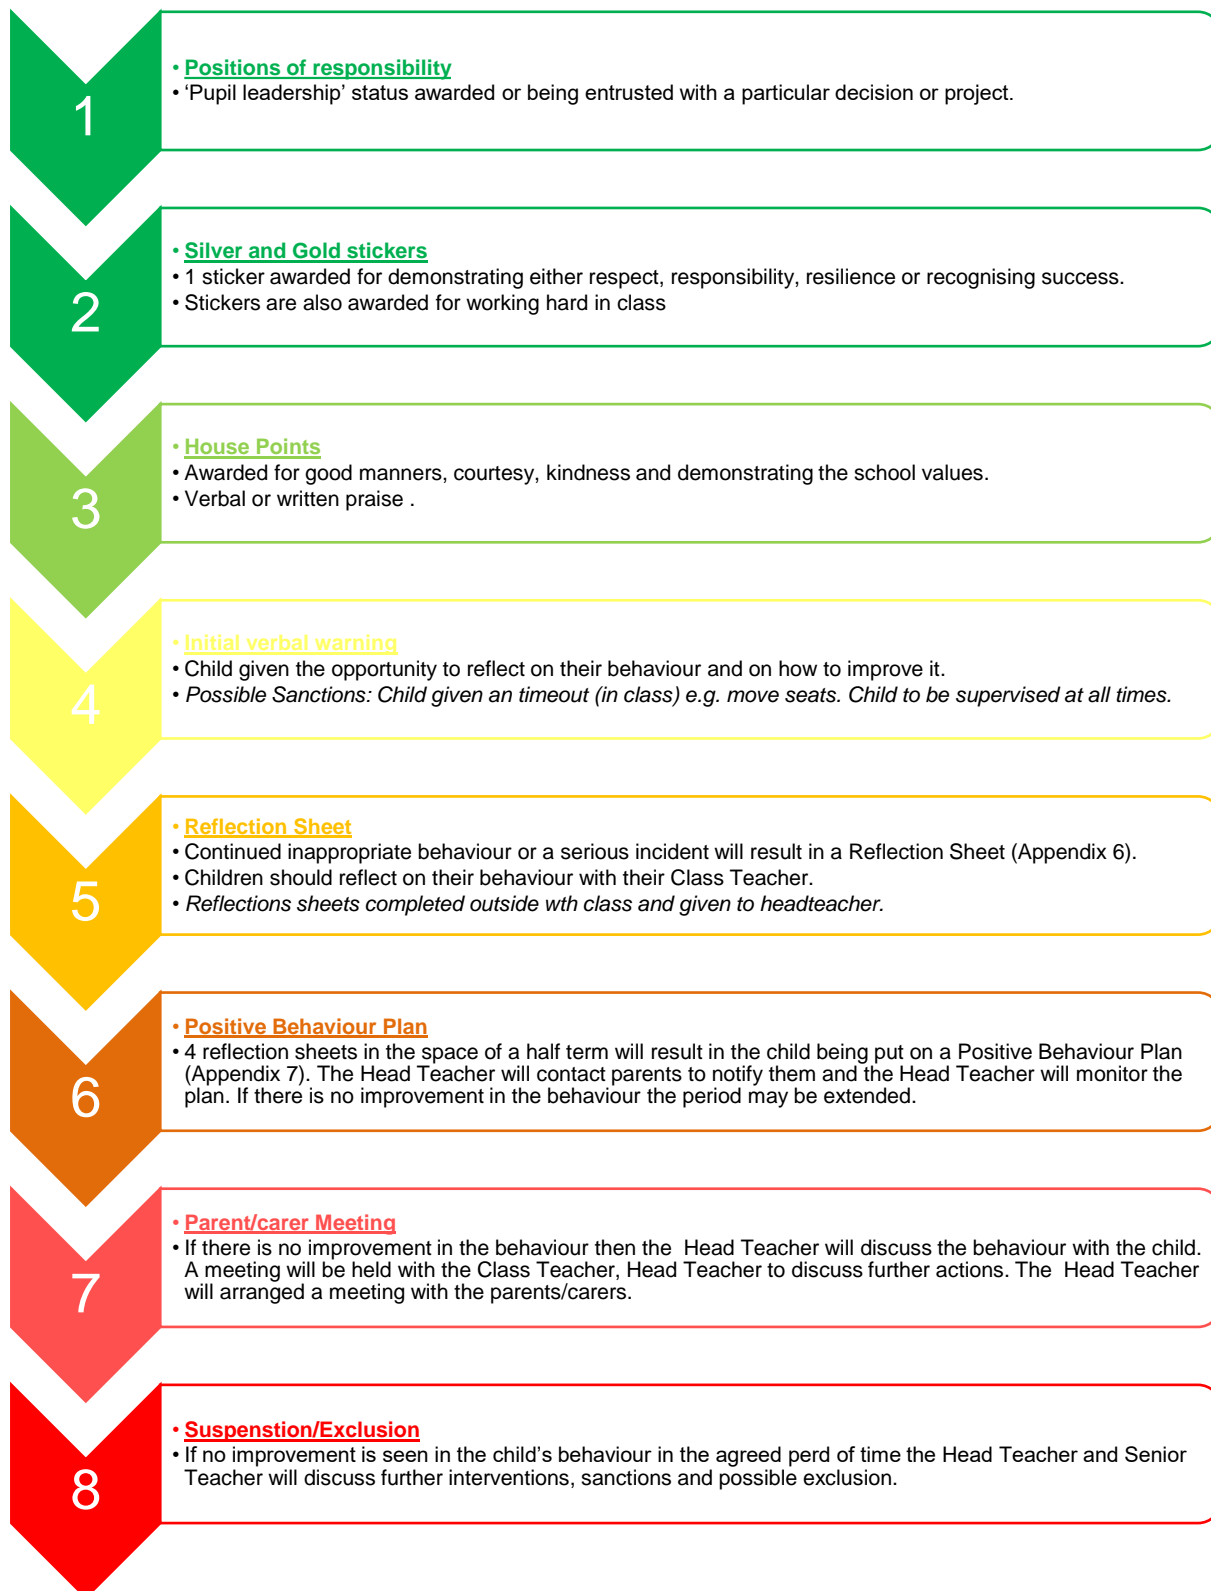 1
• Positions of responsibility
• ‘Pupil leadership’ status awarded or being entrusted with a particular decision or project.
2
• Silver and Gold stickers
• 1 sticker awarded for demonstrating either respect, responsibility, resilience or recognising success.
• Stickers are also awarded for working hard in class
3
• House Points
• Awarded for good manners, courtesy, kindness and demonstrating the school values.
• Verbal or written praise .
4
• Initial verbal warning
• Child given the opportunity to reflect on their behaviour and on how to improve it.
• Possible Sanctions: Child given an timeout (in class) e.g. move seats. Child to be supervised at all times.
5
• Reflection Sheet
• Continued inappropriate behaviour or a serious incident will result in a Reflection Sheet (Appendix 6).
• Children should reflect on their behaviour with their Class Teacher.
• Reflections sheets completed outside wth class and given to headteacher.
6
• Positive Behaviour Plan
• 4 reflection sheets in the space of a half term will result in the child being put on a Positive Behaviour Plan
(Appendix 7). The Head Teacher will contact parents to notify them and the Head Teacher will monitor the
plan. If there is no improvement in the behaviour the period may be extended.
7
• Parent/carer Meeting
• If there is no improvement in the behaviour then the  Head Teacher will discuss the behaviour with the child.
A meeting will be held with the Class Teacher, Head Teacher to discuss further actions. The  Head Teacher
will arranged a meeting with the parents/carers.
8
• Suspenstion/Exclusion
• If no improvement is seen in the child’s behaviour in the agreed perd of time the Head Teacher and Senior
Teacher will discuss further interventions, sanctions and possible exclusion.